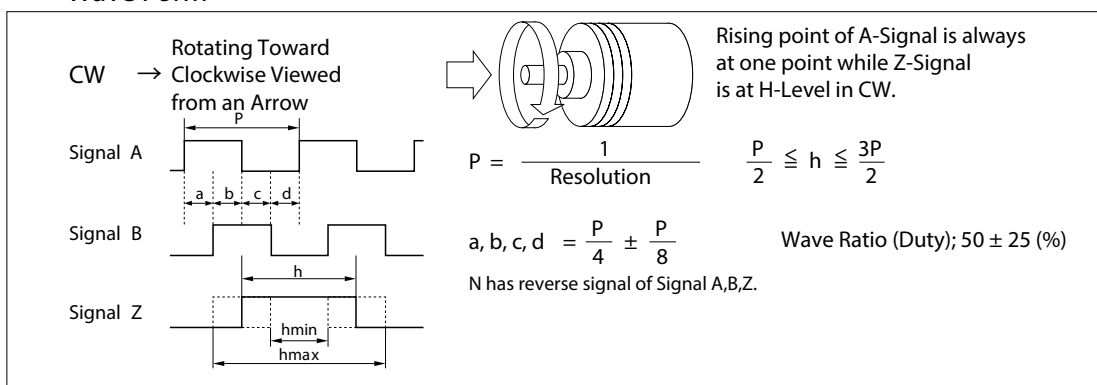 Wave Form
CW → Rotating Toward
Clockwise Viewed
from an Arrow
Rising point of A-Signal is always
at one point while Z-Signal
is at H-Level in CW.
P
Signal A
a b c d
Signal B
h
Signal Z
hmin
hmax
P = 1 / Resolution
P/2 ≦ h ≦ 3P/2
a, b, c, d = P/4 ± P/8
Wave Ratio (Duty); 50 ± 25 (%)
N has reverse signal of Signal A,B,Z.